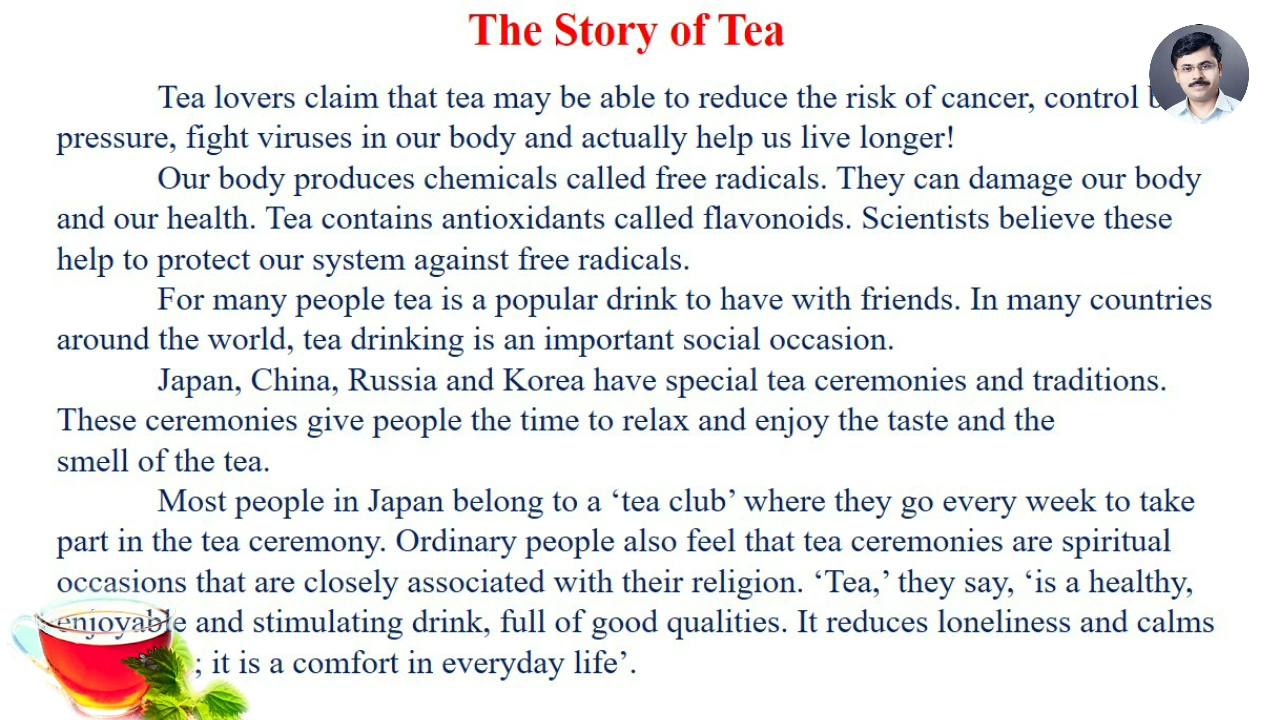 The Story of Tea
Tea lovers claim that tea may be able to reduce the risk of cancer, control
pressure, fight viruses in our body and actually help us live longer!
Our body produces chemicals called free radicals. They can damage our body
and our health. Tea contains antioxidants called flavonoids. Scientists believe these
help to protect our system against free radicals.
For many people tea is a popular drink to have with friends. In many countries
around the world, tea drinking is an important social occasion.
Japan, China, Russia and Korea have special tea ceremonies and traditions.
These ceremonies give people the time to relax and enjoy the taste and the
smell of the tea.
Most people in Japan belong to a ‘tea club’ where they go every week to take
part in the tea ceremony. Ordinary people also feel that tea ceremonies are spiritual
occasions that are closely associated with their religion. ‘Tea,’ they say, ‘is a healthy,
enjoyable and stimulating drink, full of good qualities. It reduces loneliness and calms
; it is a comfort in everyday life’.